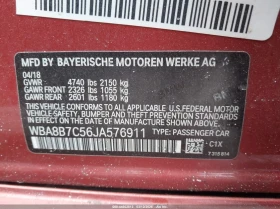 MFD BY BAYERISCHE MOTOREN WERKE AG
04/18
GVWR 4740 lbs 2150 kg
GAWR FRONT 2326 lbs 1055 kg
GAWR REAR 2601 lbs 1180 kg
THIS VEHICLE CONFORMS TO ALL APPLICABLE
U.S. FEDERAL MOTOR VEHICLE SAFETY, BUMPER AND
THEFT PREVENTION STANDARDS IN EFFECT ON THE DATE OF
MANUFACTURE SHOWN ABOVE.
WBA8B7C56JA576911 TYPE: PASSENGER CAR
-C1X